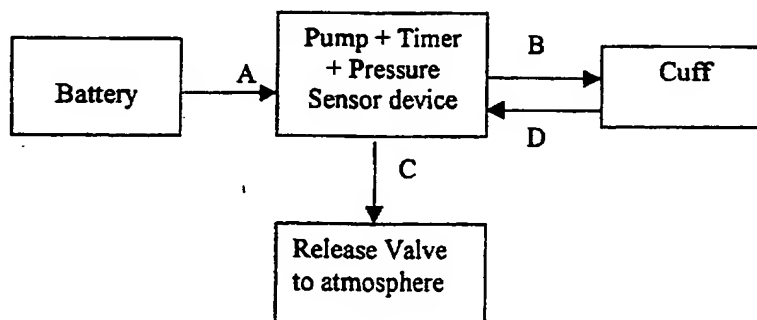 Pump + Timer
+ Pressure
Sensor device
Battery
A
B
Cuff
D
C
Release Valve
to atmosphere